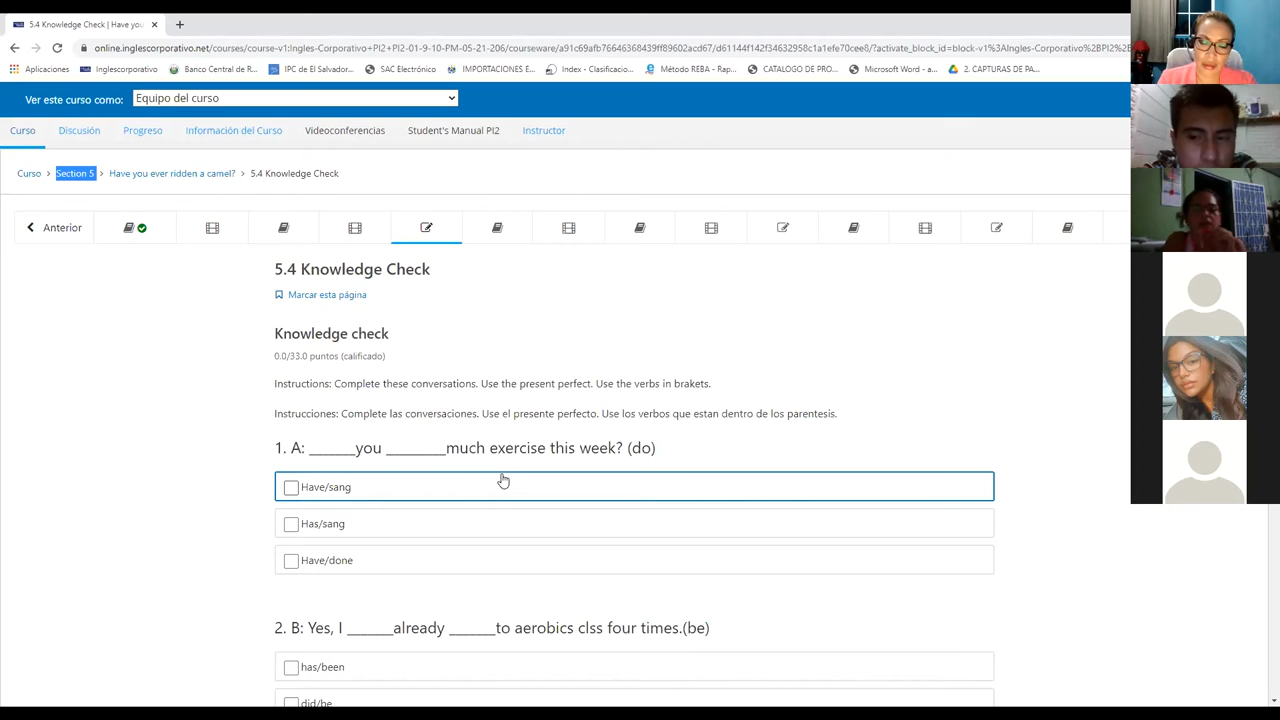 5.4 Knowledge Check | Have you
online.inglescorporativo.net/courses/course-v1:Ingles-Corporativo+PI2+PI2-01-9-10-PM-05-21-26/courseware/a91c69afb76646368439ff89602acd67/d61144f142f34632958c1a1efe70cee8/?activate_block_id=block-v1%3AIngles-Corporativo%2BPI2%
Aplicaciones
Inglescorporativo
Banco Central de R...
IPC de El Salvador...
SAC Electrónico
IMPORTACIONES E...
Index - Clasificacio...
Método REBA - Rap...
CATALOGO DE PRO...
Microsoft Word - a...
2. CAPTURAS DE PA...
Ver este curso como: Equipo del curso
Curso Discusión Progreso Información del Curso Videoconferencias Student's Manual PI2 Instructor
Curso > Section 5 > Have you ever ridden a camel? > 5.4 Knowledge Check
Anterior
5.4 Knowledge Check
Marcar esta página
Knowledge check
0.0/33.0 puntos (calificado)
Instructions: Complete these conversations. Use the present perfect. Use the verbs in brakets.
Instrucciones: Complete las conversaciones. Use el presente perfecto. Use los verbos que estan dentro de los parentesis.
1. A: ______you ________much exercise this week? (do)
Have/sang
Has/sang
Have/done
2. B: Yes, I ______already ______to aerobics clss four times.(be)
has/been
did/be